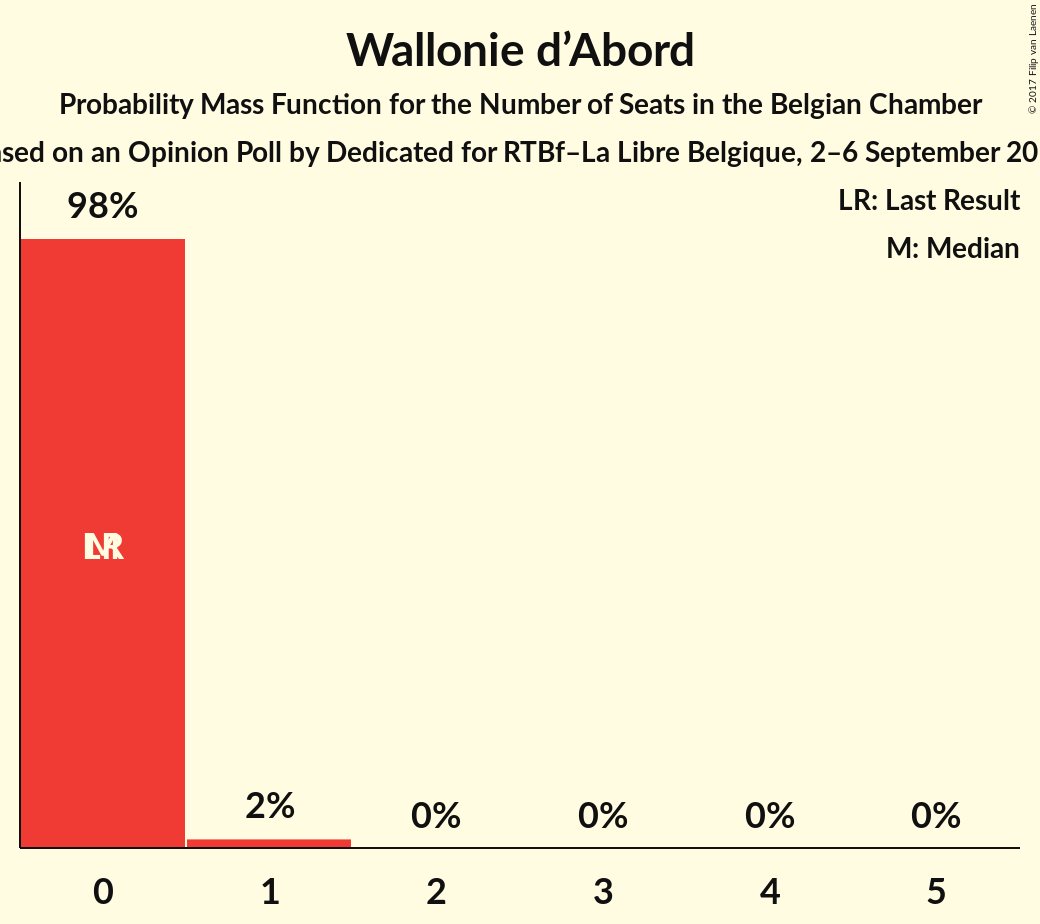 Wallonie d’Abord
Probability Mass Function for the Number of Seats in the Belgian Chamber
on an Opinion Poll by Dedicated for RTBf–La Libre Belgique, 2–6 September
LR: Last Result
M: Median
98%
LR
M
2%
0%
0%
0%
0%
0
1
2
3
4
5
© 2017 Filip van Laenen